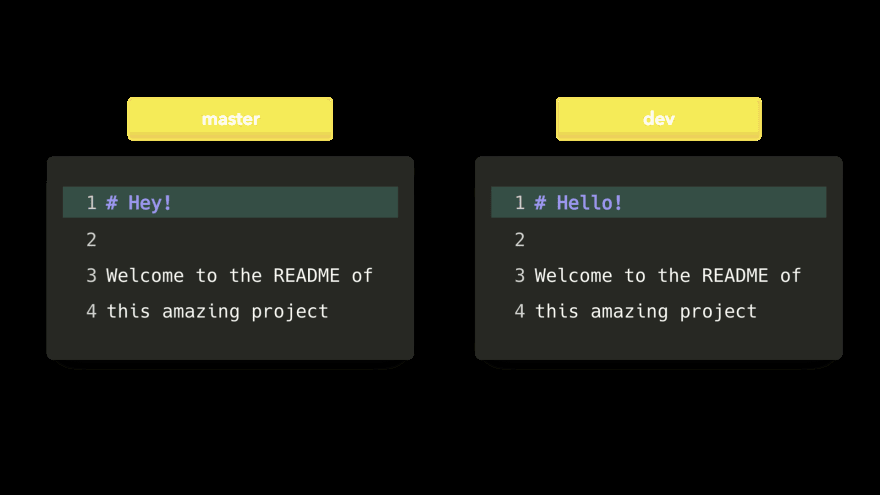 master
1 # Hey!
2
3 Welcome to the README of
4 this amazing project
dev
1 # Hello!
2
3 Welcome to the README of
4 this amazing project